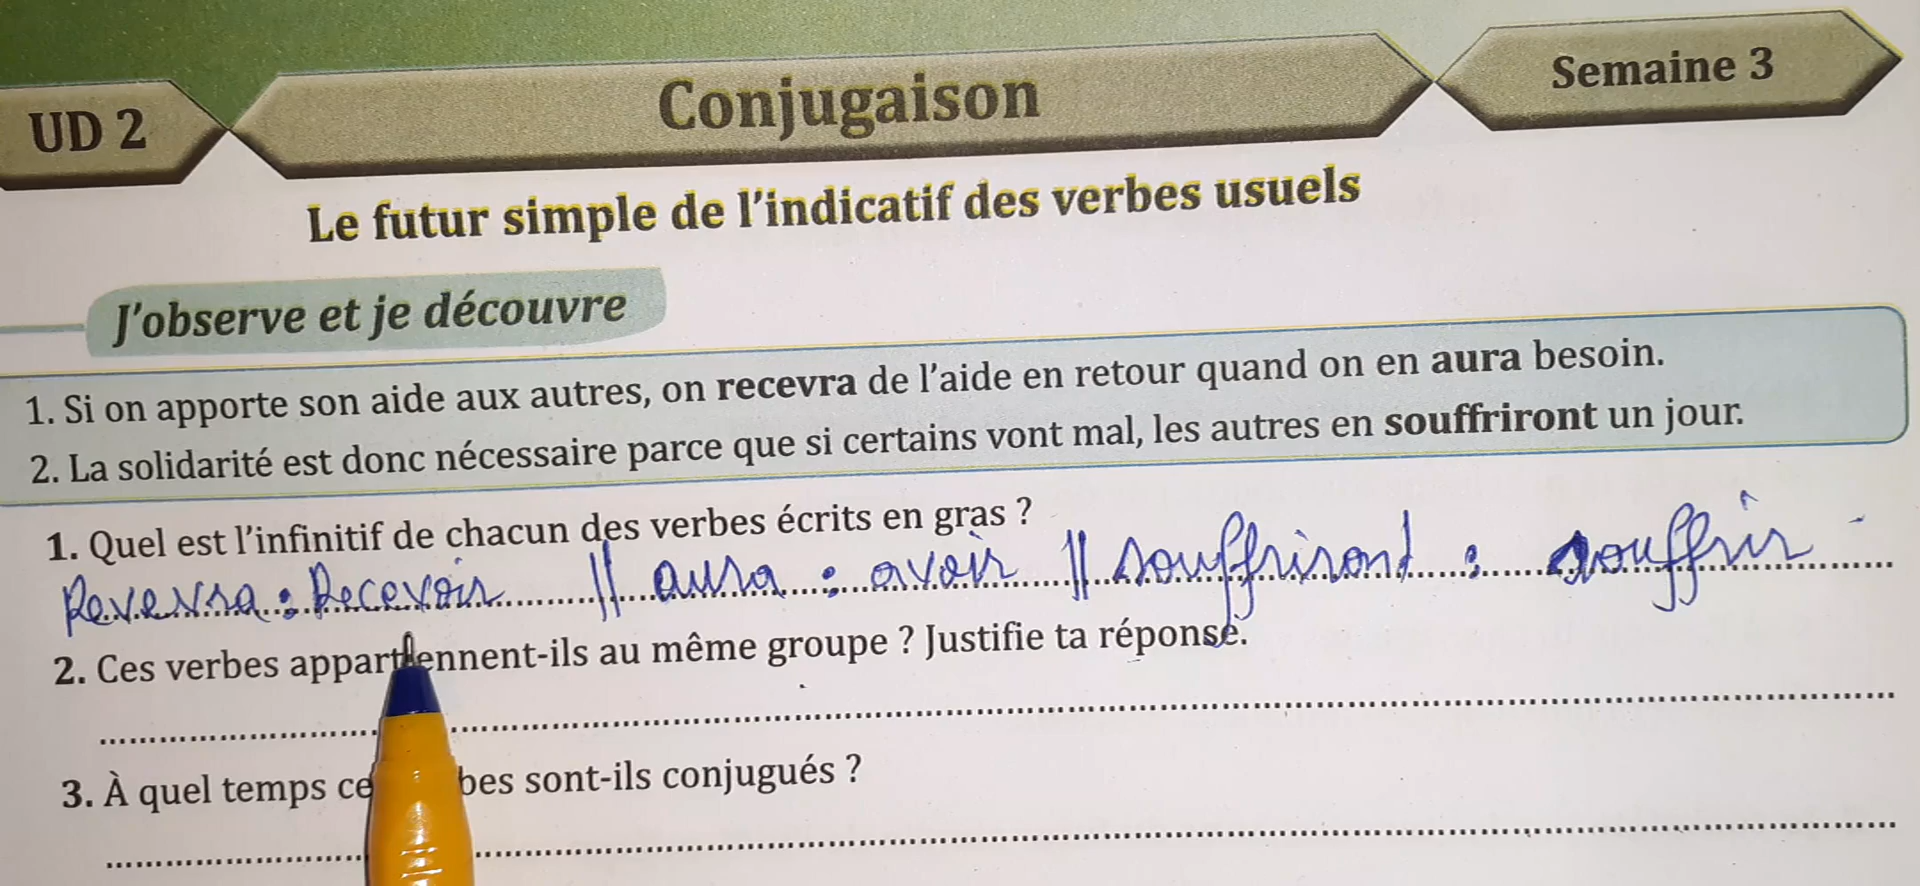 UD 2
Conjugaison
Semaine 3
Le futur simple de l'indicatif des verbes usuels
J'observe et je découvre
1. Si on apporte son aide aux autres, on recevra de l'aide en retour quand on en aura besoin.
2. La solidarité est donc nécessaire parce que si certains vont mal, les autres en souffriront un jour.
1. Quel est l'infinitif de chacun des verbes écrits en gras ?
Revevra : Recevoir || aura : avoir || souffriront : souffrir
2. Ces verbes appartiennent-ils au même groupe ? Justifie ta réponse.
3. À quel temps ce bes sont-ils conjugués ?